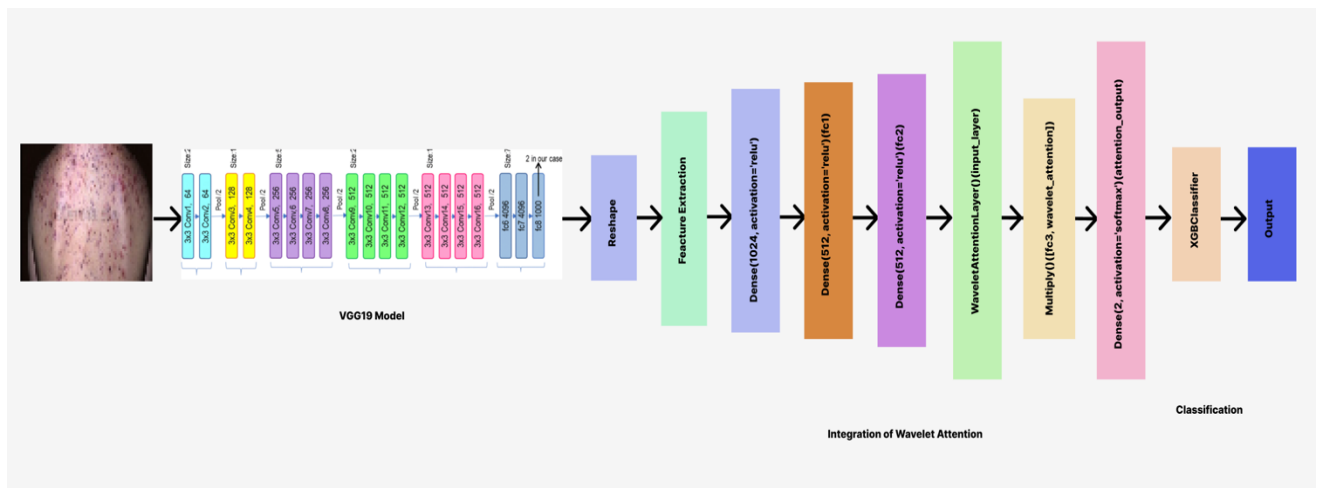 Size:2
3x3 Conv1, 64
3x3 Conv2, 64
Pool /2
Size:1
3x3 Conv3, 128
3x3 Conv4, 128
Pool /2
3x3 Conv5, 256
3x3 Conv6, 256
3x3 Conv7, 256
3x3 Conv8, 256
Pool /2
Size:2
3x3 Conv9, 512
3x3 Conv10, 512
3x3 Conv11, 512
3x3 Conv12, 512
Pool /2
Size:1
3x3 Conv13, 512
3x3 Conv14, 512
3x3 Conv15, 512
3x3 Conv16, 512
Pool /2
Size:7
fc6 4096
fc7 4096
fc8 1000
2 in our case
VGG19 Model
Reshape
Feacture Extraction
Dense(1024, activation='relu')
Dense(512, activation='relu')(fc1)
Dense(512, activation='relu')(fc2)
WaveletAttentionLayer()(input_layer)
Multiply()([fc3, wavelet_attention])
Dense(2, activation='softmax')(attention_output)
XGBClassifier
Output
Integration of Wavelet Attention
Classification